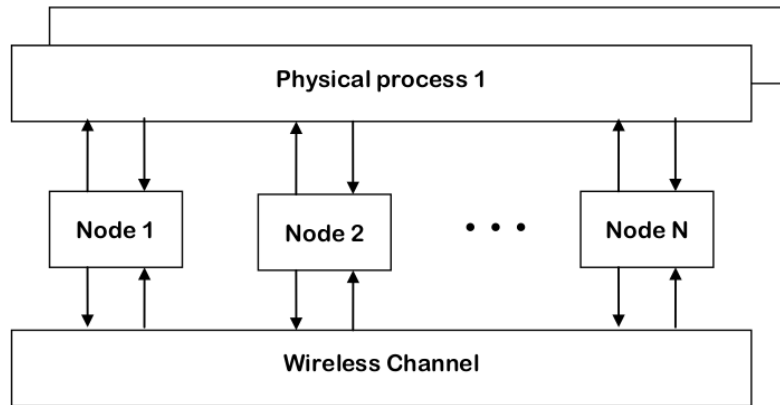 Physical process 1
Node 1
Node 2
• • •
Node N
Wireless Channel